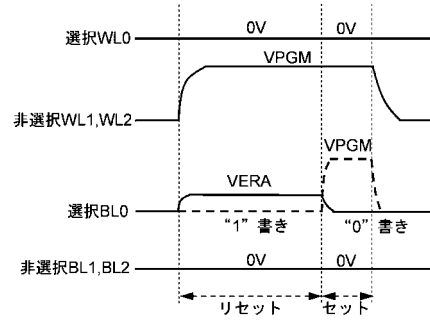 選択WL0
0V
0V
VPGM
非選択WL1,WL2
VPGM
VERA
選択BL0
“1”書き
“0”書き
0V
0V
非選択BL1,BL2
リセット
セット